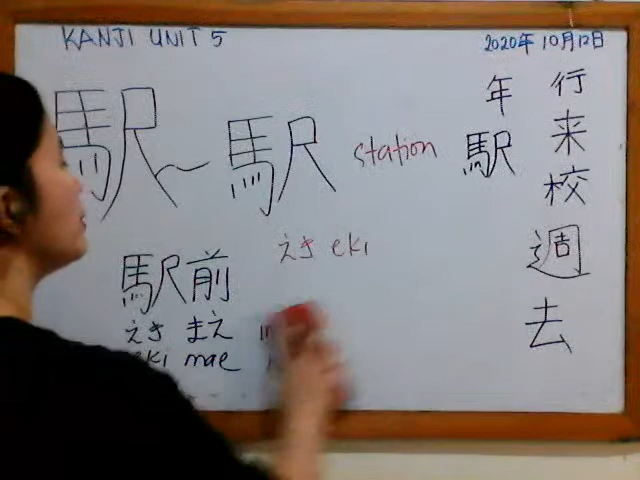 KANJI UNIT 5
2020年 10月12日
駅~駅 station
えき eki
駅前
えき まえ
eki mae
行来校週去
年駅